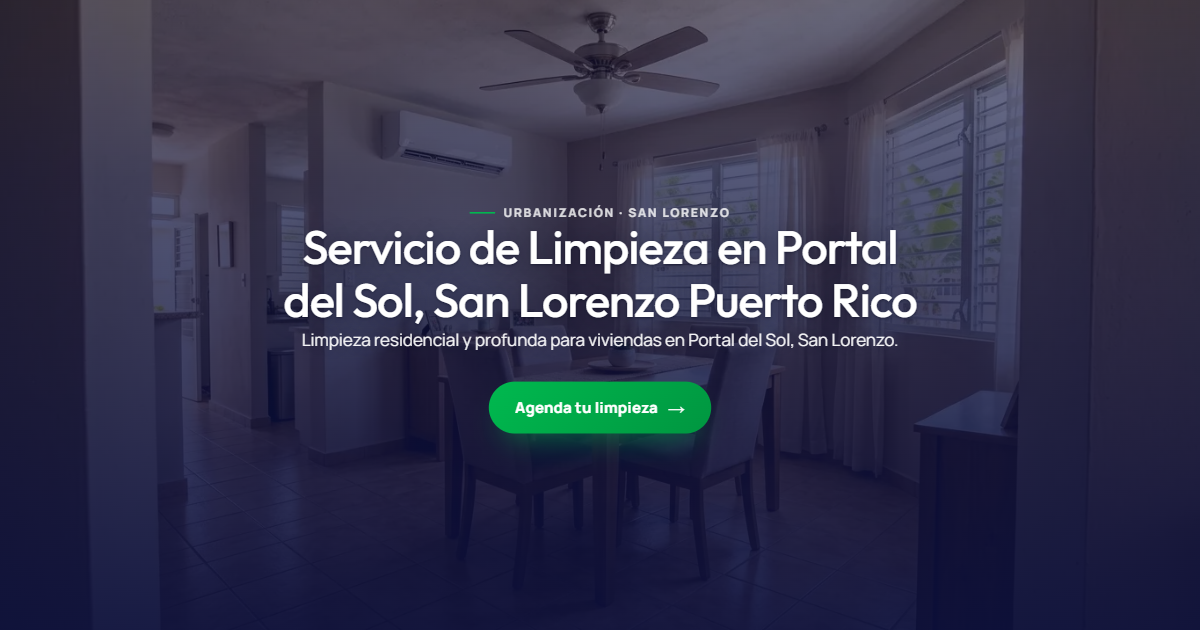 URBANIZACIÓN · SAN LORENZO
Servicio de Limpieza en Portal
del Sol, San Lorenzo Puerto Rico
Limpieza residencial y profunda para viviendas en Portal del Sol, San Lorenzo.
Agenda tu limpieza →